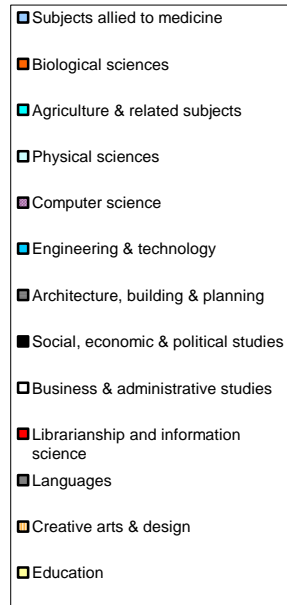 Subjects allied to medicine
Biological sciences
Agriculture & related subjects
Physical sciences
Computer science
Engineering & technology
Architecture, building & planning
Social, economic & political studies
Business & administrative studies
Librarianship and information
science
Languages
Creative arts & design
Education